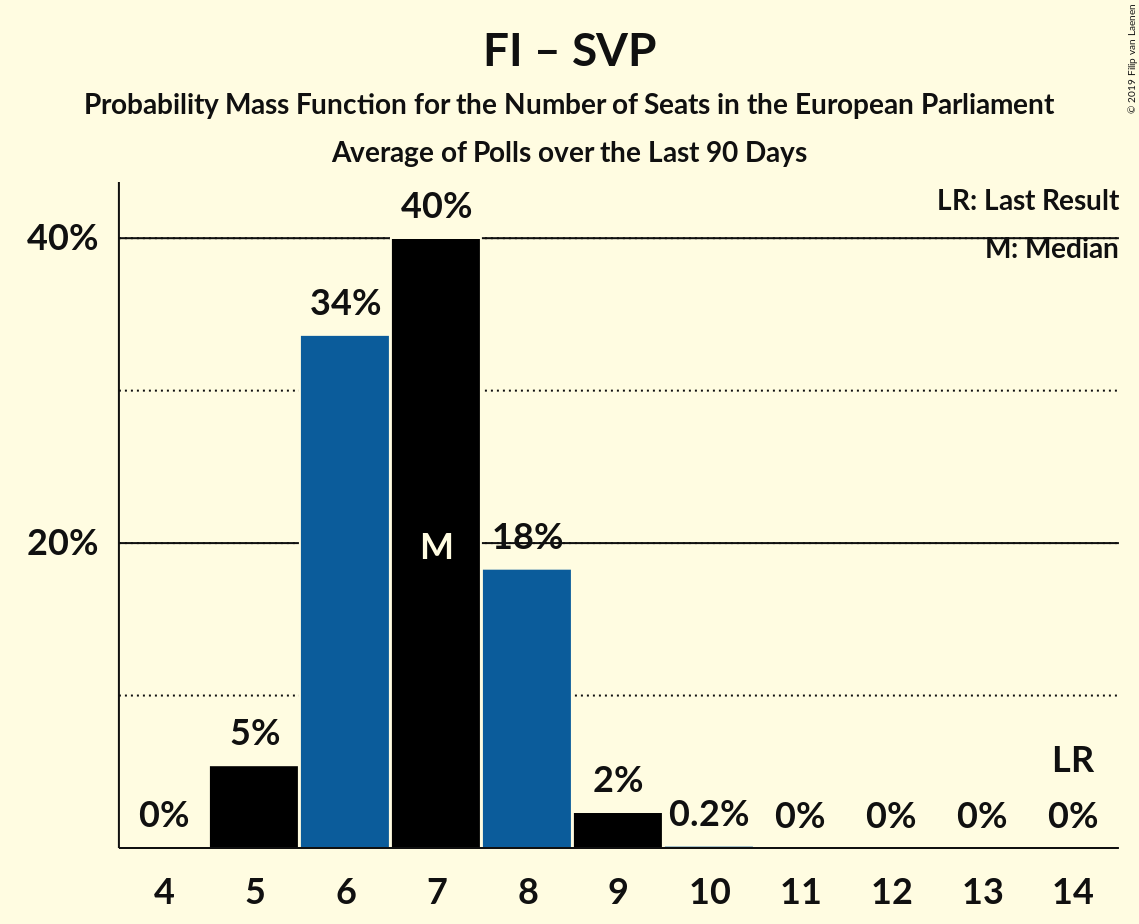 FI – SVP
Probability Mass Function for the Number of Seats in the European Parliament
Average of Polls over the Last 90 Days
© 2019 Filip van Laenen
LR: Last Result
M: Median
40%
20%
0%
5%
34%
40%
M
18%
2%
0.2%
0%
0%
0%
LR
0%
4 5 6 7 8 9 10 11 12 13 14